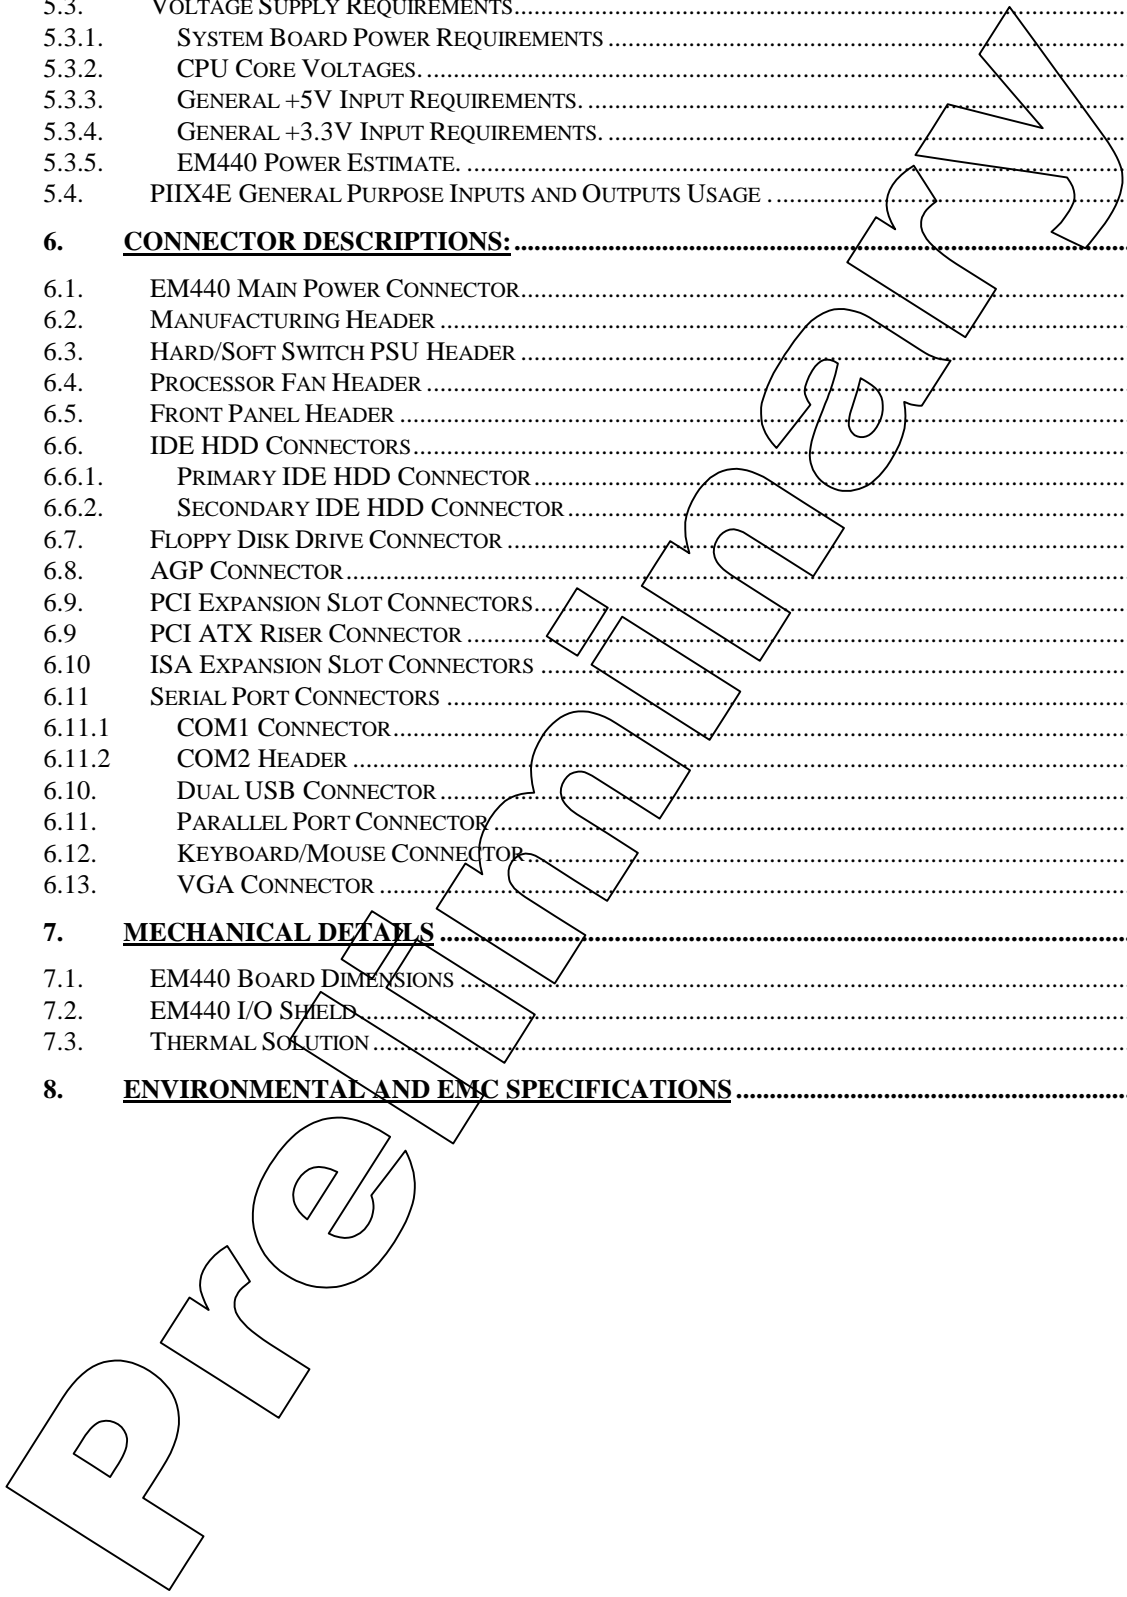 5.3. VOLTAGE SUPPLY REQUIREMENTS
5.3.1. SYSTEM BOARD POWER REQUIREMENTS
5.3.2. CPU CORE VOLTAGES.
5.3.3. GENERAL +5V INPUT REQUIREMENTS.
5.3.4. GENERAL +3.3V INPUT REQUIREMENTS.
5.3.5. EM440 POWER ESTIMATE.
5.4. PIIX4E GENERAL PURPOSE INPUTS AND OUTPUTS USAGE .
6. CONNECTOR DESCRIPTIONS:
6.1. EM440 MAIN POWER CONNECTOR
6.2. MANUFACTURING HEADER
6.3. HARD/SOFT SWITCH PSU HEADER
6.4. PROCESSOR FAN HEADER
6.5. FRONT PANEL HEADER
6.6. IDE HDD CONNECTORS
6.6.1. PRIMARY IDE HDD CONNECTOR
6.6.2. SECONDARY IDE HDD CONNECTOR
6.7. FLOPPY DISK DRIVE CONNECTOR
6.8. AGP CONNECTOR
6.9. PCI EXPANSION SLOT CONNECTORS
6.9 PCI ATX RISER CONNECTOR
6.10 ISA EXPANSION SLOT CONNECTORS
6.11 SERIAL PORT CONNECTORS
6.11.1 COM1 CONNECTOR
6.11.2 COM2 HEADER
6.10. DUAL USB CONNECTOR
6.11. PARALLEL PORT CONNECTOR
6.12. KEYBOARD/MOUSE CONNECTOR
6.13. VGA CONNECTOR
7. MECHANICAL DETAILS
7.1. EM440 BOARD DIMENSIONS
7.2. EM440 I/O SHIELD
7.3. THERMAL SOLUTION
8. ENVIRONMENTAL AND EMC SPECIFICATIONS
Preliminary